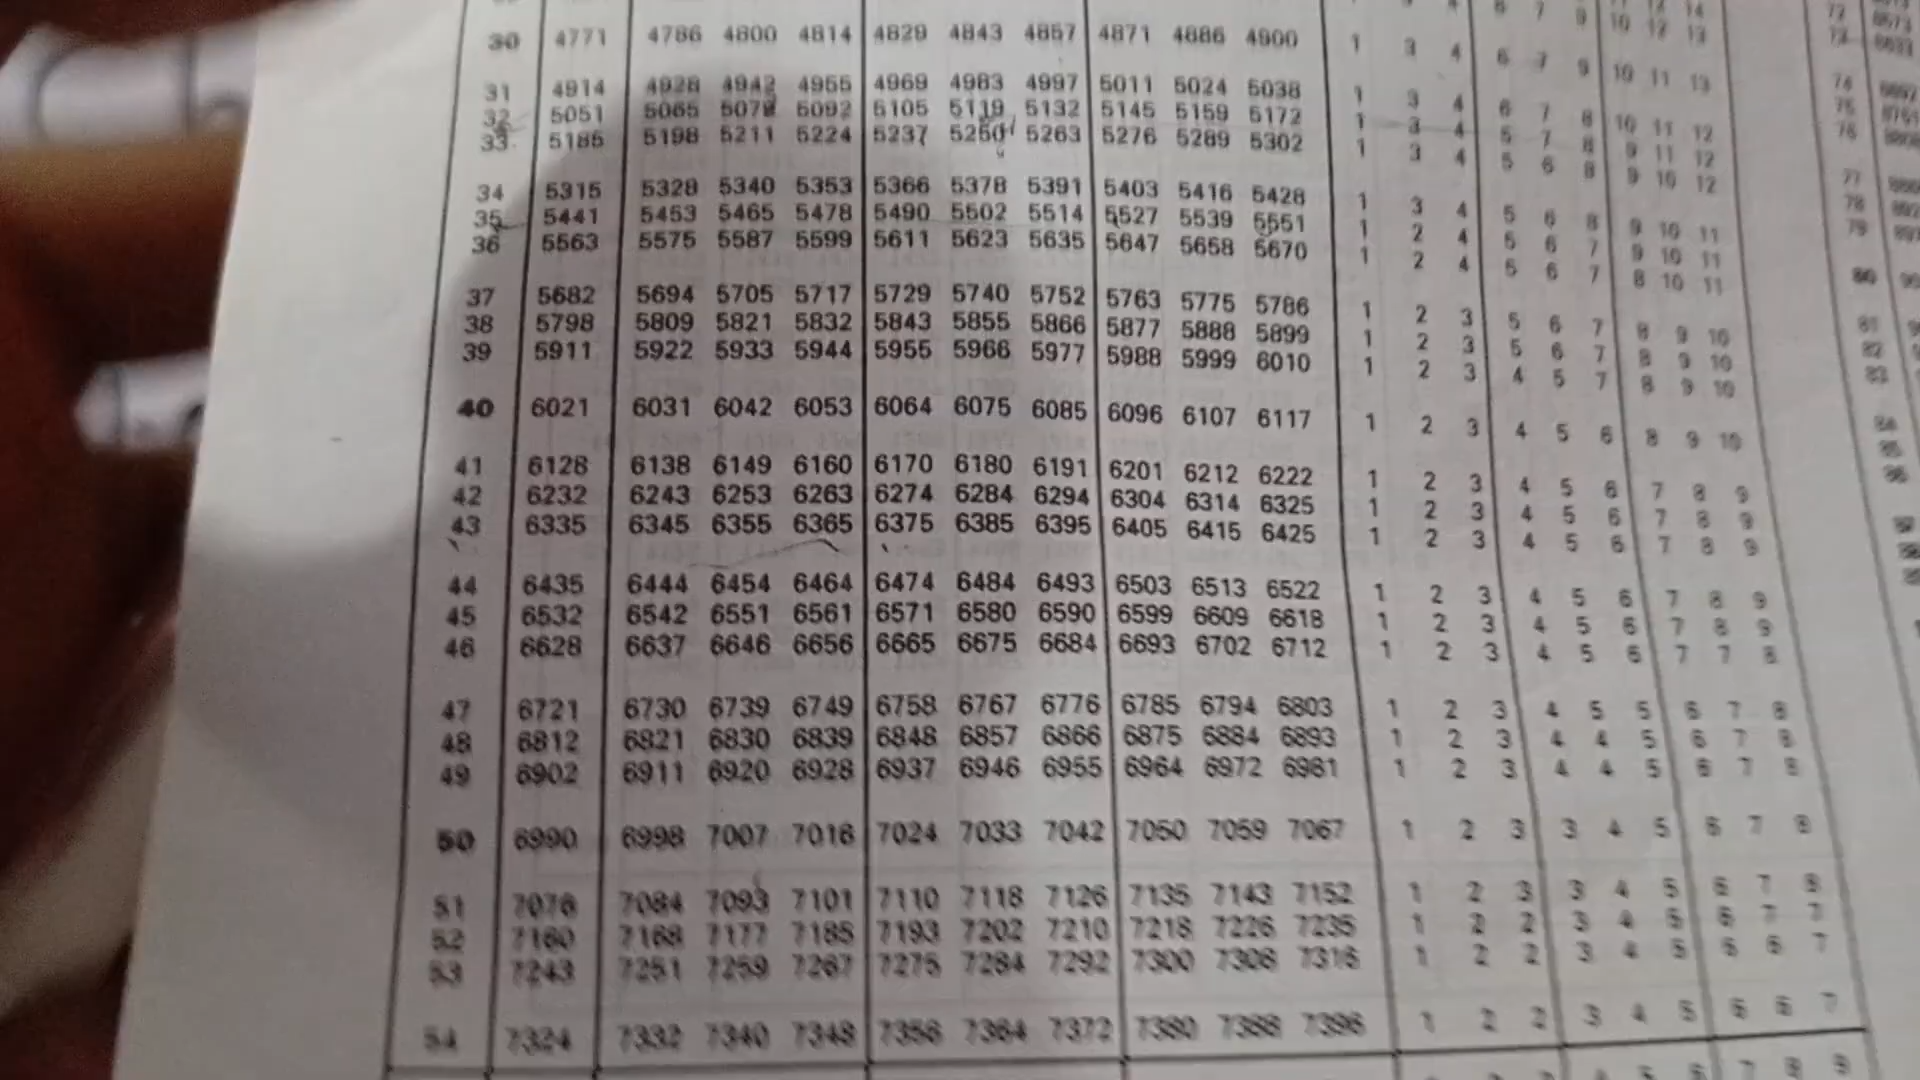 30 4771 4786 4800 4814 4829 4843 4857 4871 4886 4900 1 3 4 6 7 9 10 11 13
31 4914 4928 4942 4955 4969 4983 4997 5011 5024 5038 1 3 4 6 7 8 10 11 12
32 5051 5065 5079 5092 5105 5119 5132 5145 5159 5172 1 3 4 5 7 8 9 11 12
33 5185 5198 5211 5224 5237 5250 5263 5276 5289 5302 1 3 4 5 6 8 9 10 12
34 5315 5328 5340 5353 5366 5378 5391 5403 5416 5428 1 3 4 5 6 8 9 10 11
35 5441 5453 5465 5478 5490 5502 5514 5527 5539 5551 1 2 4 5 6 7 9 10 11
36 5563 5575 5587 5599 5611 5623 5635 5647 5658 5670 1 2 4 5 6 7 8 10 11
37 5682 5694 5705 5717 5729 5740 5752 5763 5775 5786 1 2 3 5 6 7 8 9 10
38 5798 5809 5821 5832 5843 5855 5866 5877 5888 5899 1 2 3 5 6 7 8 9 10
39 5911 5922 5933 5944 5955 5966 5977 5988 5999 6010 1 2 3 4 5 7 8 9 10
40 6021 6031 6042 6053 6064 6075 6085 6096 6107 6117 1 2 3 4 5 6 8 9 10
41 6128 6138 6149 6160 6170 6180 6191 6201 6212 6222 1 2 3 4 5 6 7 8 9
42 6232 6243 6253 6263 6274 6284 6294 6304 6314 6325 1 2 3 4 5 6 7 8 9
43 6335 6345 6355 6365 6375 6385 6395 6405 6415 6425 1 2 3 4 5 6 7 8 9
44 6435 6444 6454 6464 6474 6484 6493 6503 6513 6522 1 2 3 4 5 6 7 8 9
45 6532 6542 6551 6561 6571 6580 6590 6599 6609 6618 1 2 3 4 5 6 7 8 9
46 6628 6637 6646 6656 6665 6675 6684 6693 6702 6712 1 2 3 4 5 6 7 7 8
47 6721 6730 6739 6749 6758 6767 6776 6785 6794 6803 1 2 3 4 5 5 6 7 8
48 6812 6821 6830 6839 6848 6857 6866 6875 6884 6893 1 2 3 4 4 5 6 7 8
49 6902 6911 6920 6928 6937 6946 6955 6964 6972 6981 1 2 3 4 4 5 6 7 8
50 6990 6998 7007 7016 7024 7033 7042 7050 7059 7067 1 2 3 3 4 5 6 7 8
51 7076 7084 7093 7101 7110 7118 7126 7135 7143 7152 1 2 3 3 4 5 6 7 8
52 7160 7168 7177 7185 7193 7202 7210 7218 7226 7235 1 2 2 3 4 5 6 7 7
53 7243 7251 7259 7267 7275 7284 7292 7300 7308 7316 1 2 2 3 4 5 6 6 7
54 7324 7332 7340 7348 7356 7364 7372 7380 7388 7396 1 2 2 3 4 5 6 6 7